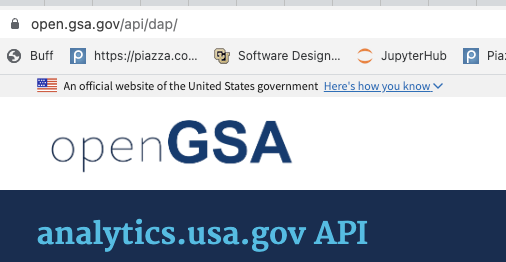 open.gsa.gov/api/dap/
Buff https://piazza.co... Software Design... JupyterHub Piaz
An official website of the United States government Here's how you know
openGSA
analytics.usa.gov API